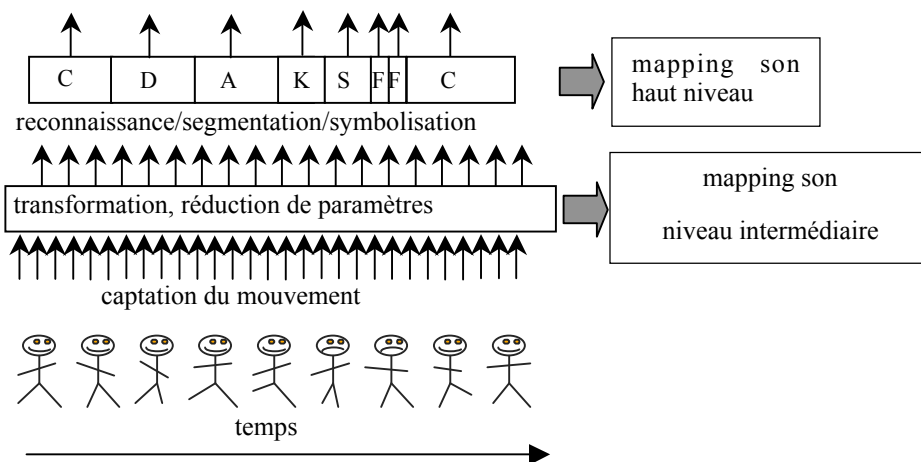 C D A K S F F C
mapping son
haut niveau
reconnaissance/segmentation/symbolisation
transformation, réduction de paramètres
mapping son
niveau intermédiaire
captation du mouvement
temps